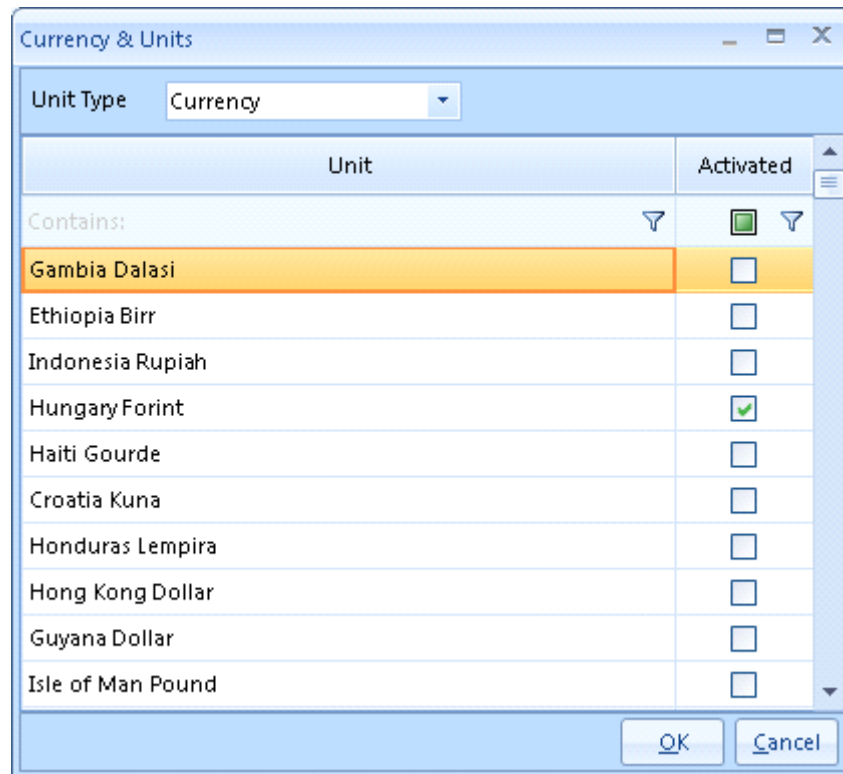 Currency & Units
Unit Type Currency
Unit Activated
Contains:
Gambia Dalasi
Ethiopia Birr
Indonesia Rupiah
Hungary Forint
Haiti Gourde
Croatia Kuna
Honduras Lempira
Hong Kong Dollar
Guyana Dollar
Isle of Man Pound
OK Cancel